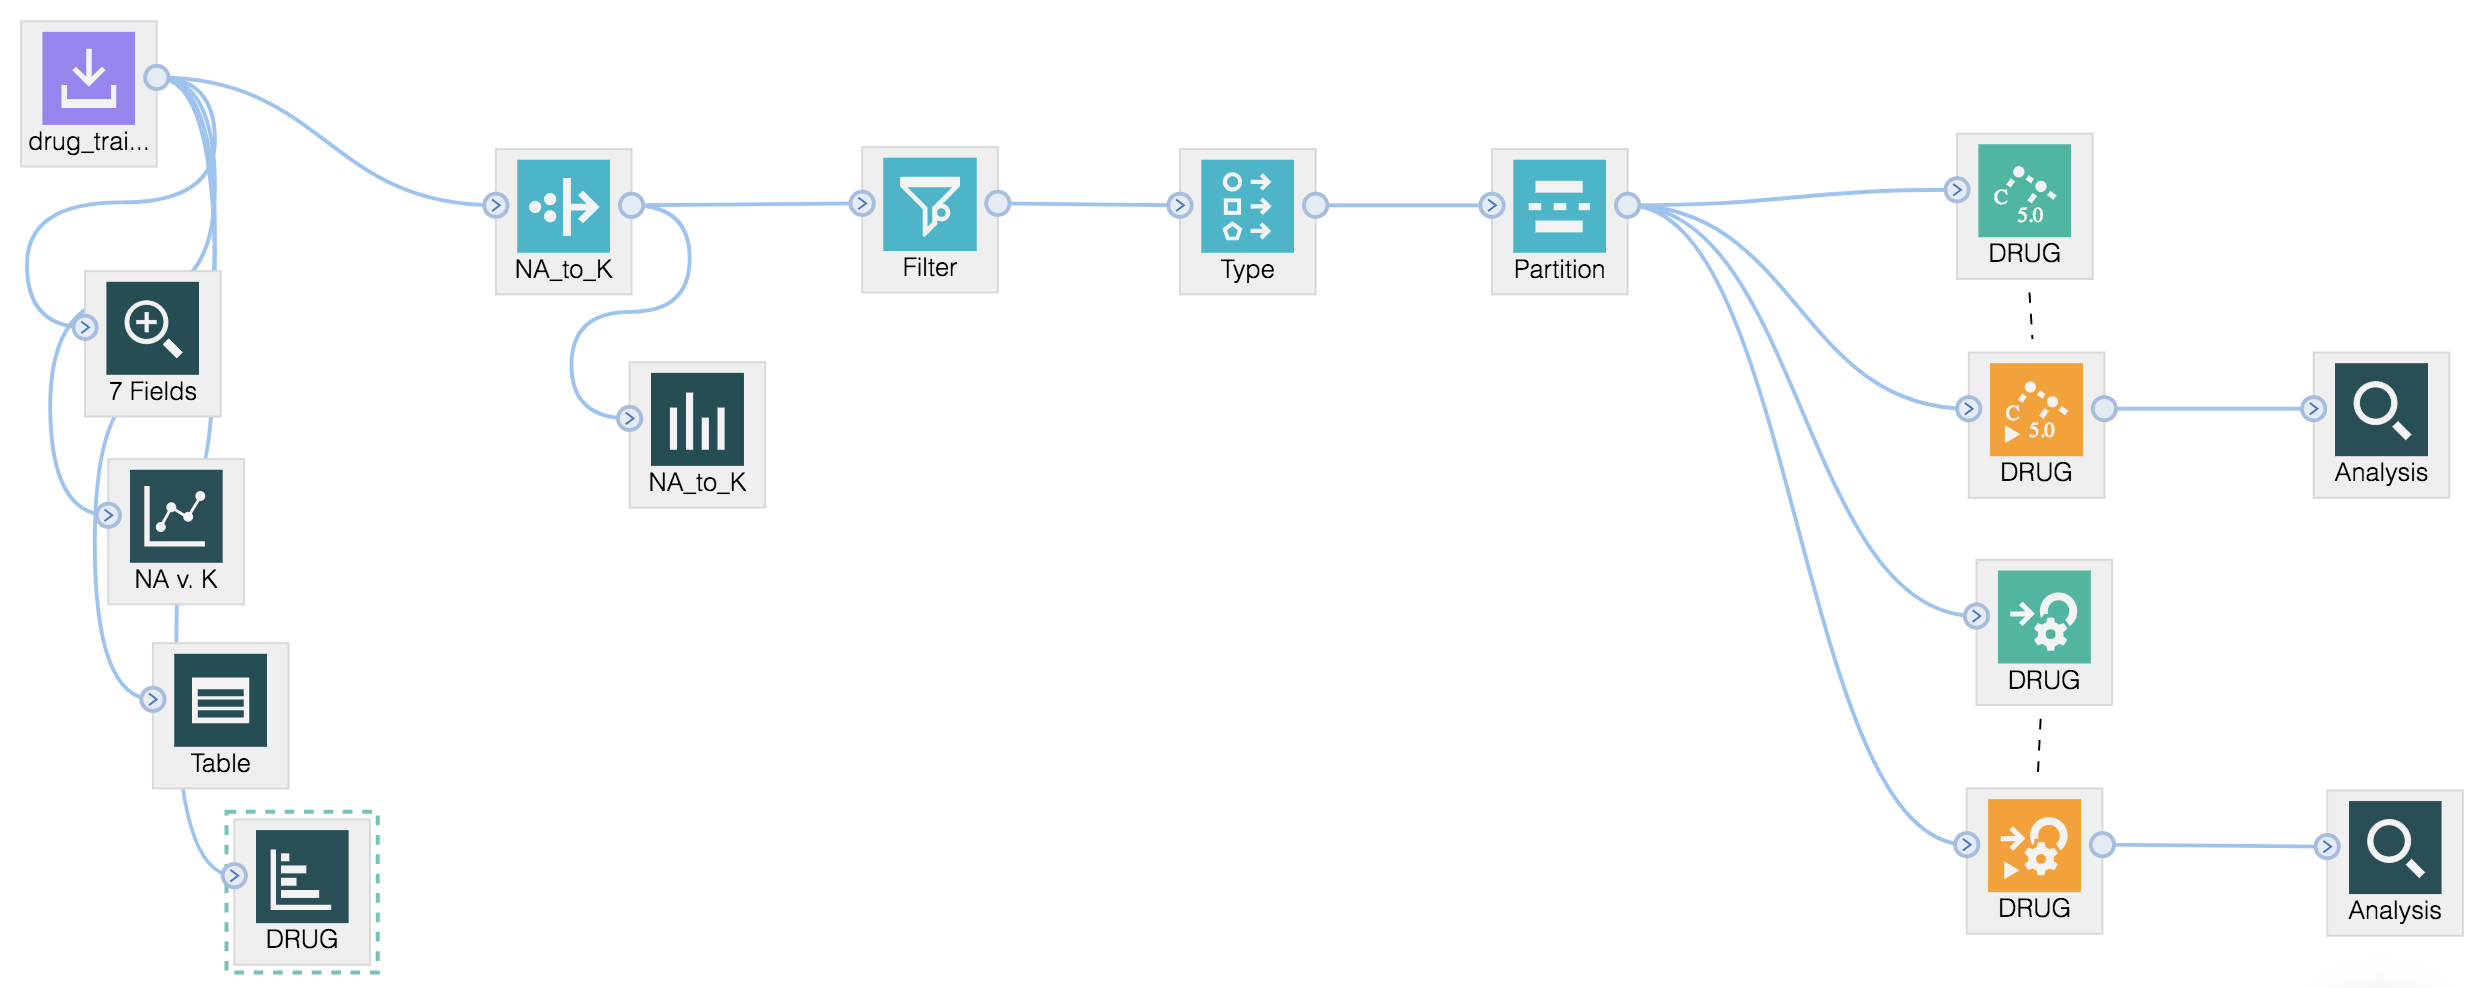 drug_trai...
7 Fields
NA v. K
Table
DRUG
NA_to_K
NA_to_K
Filter
Type
Partition
C
5.0
DRUG
C
5.0
DRUG
Analysis
DRUG
DRUG
Analysis